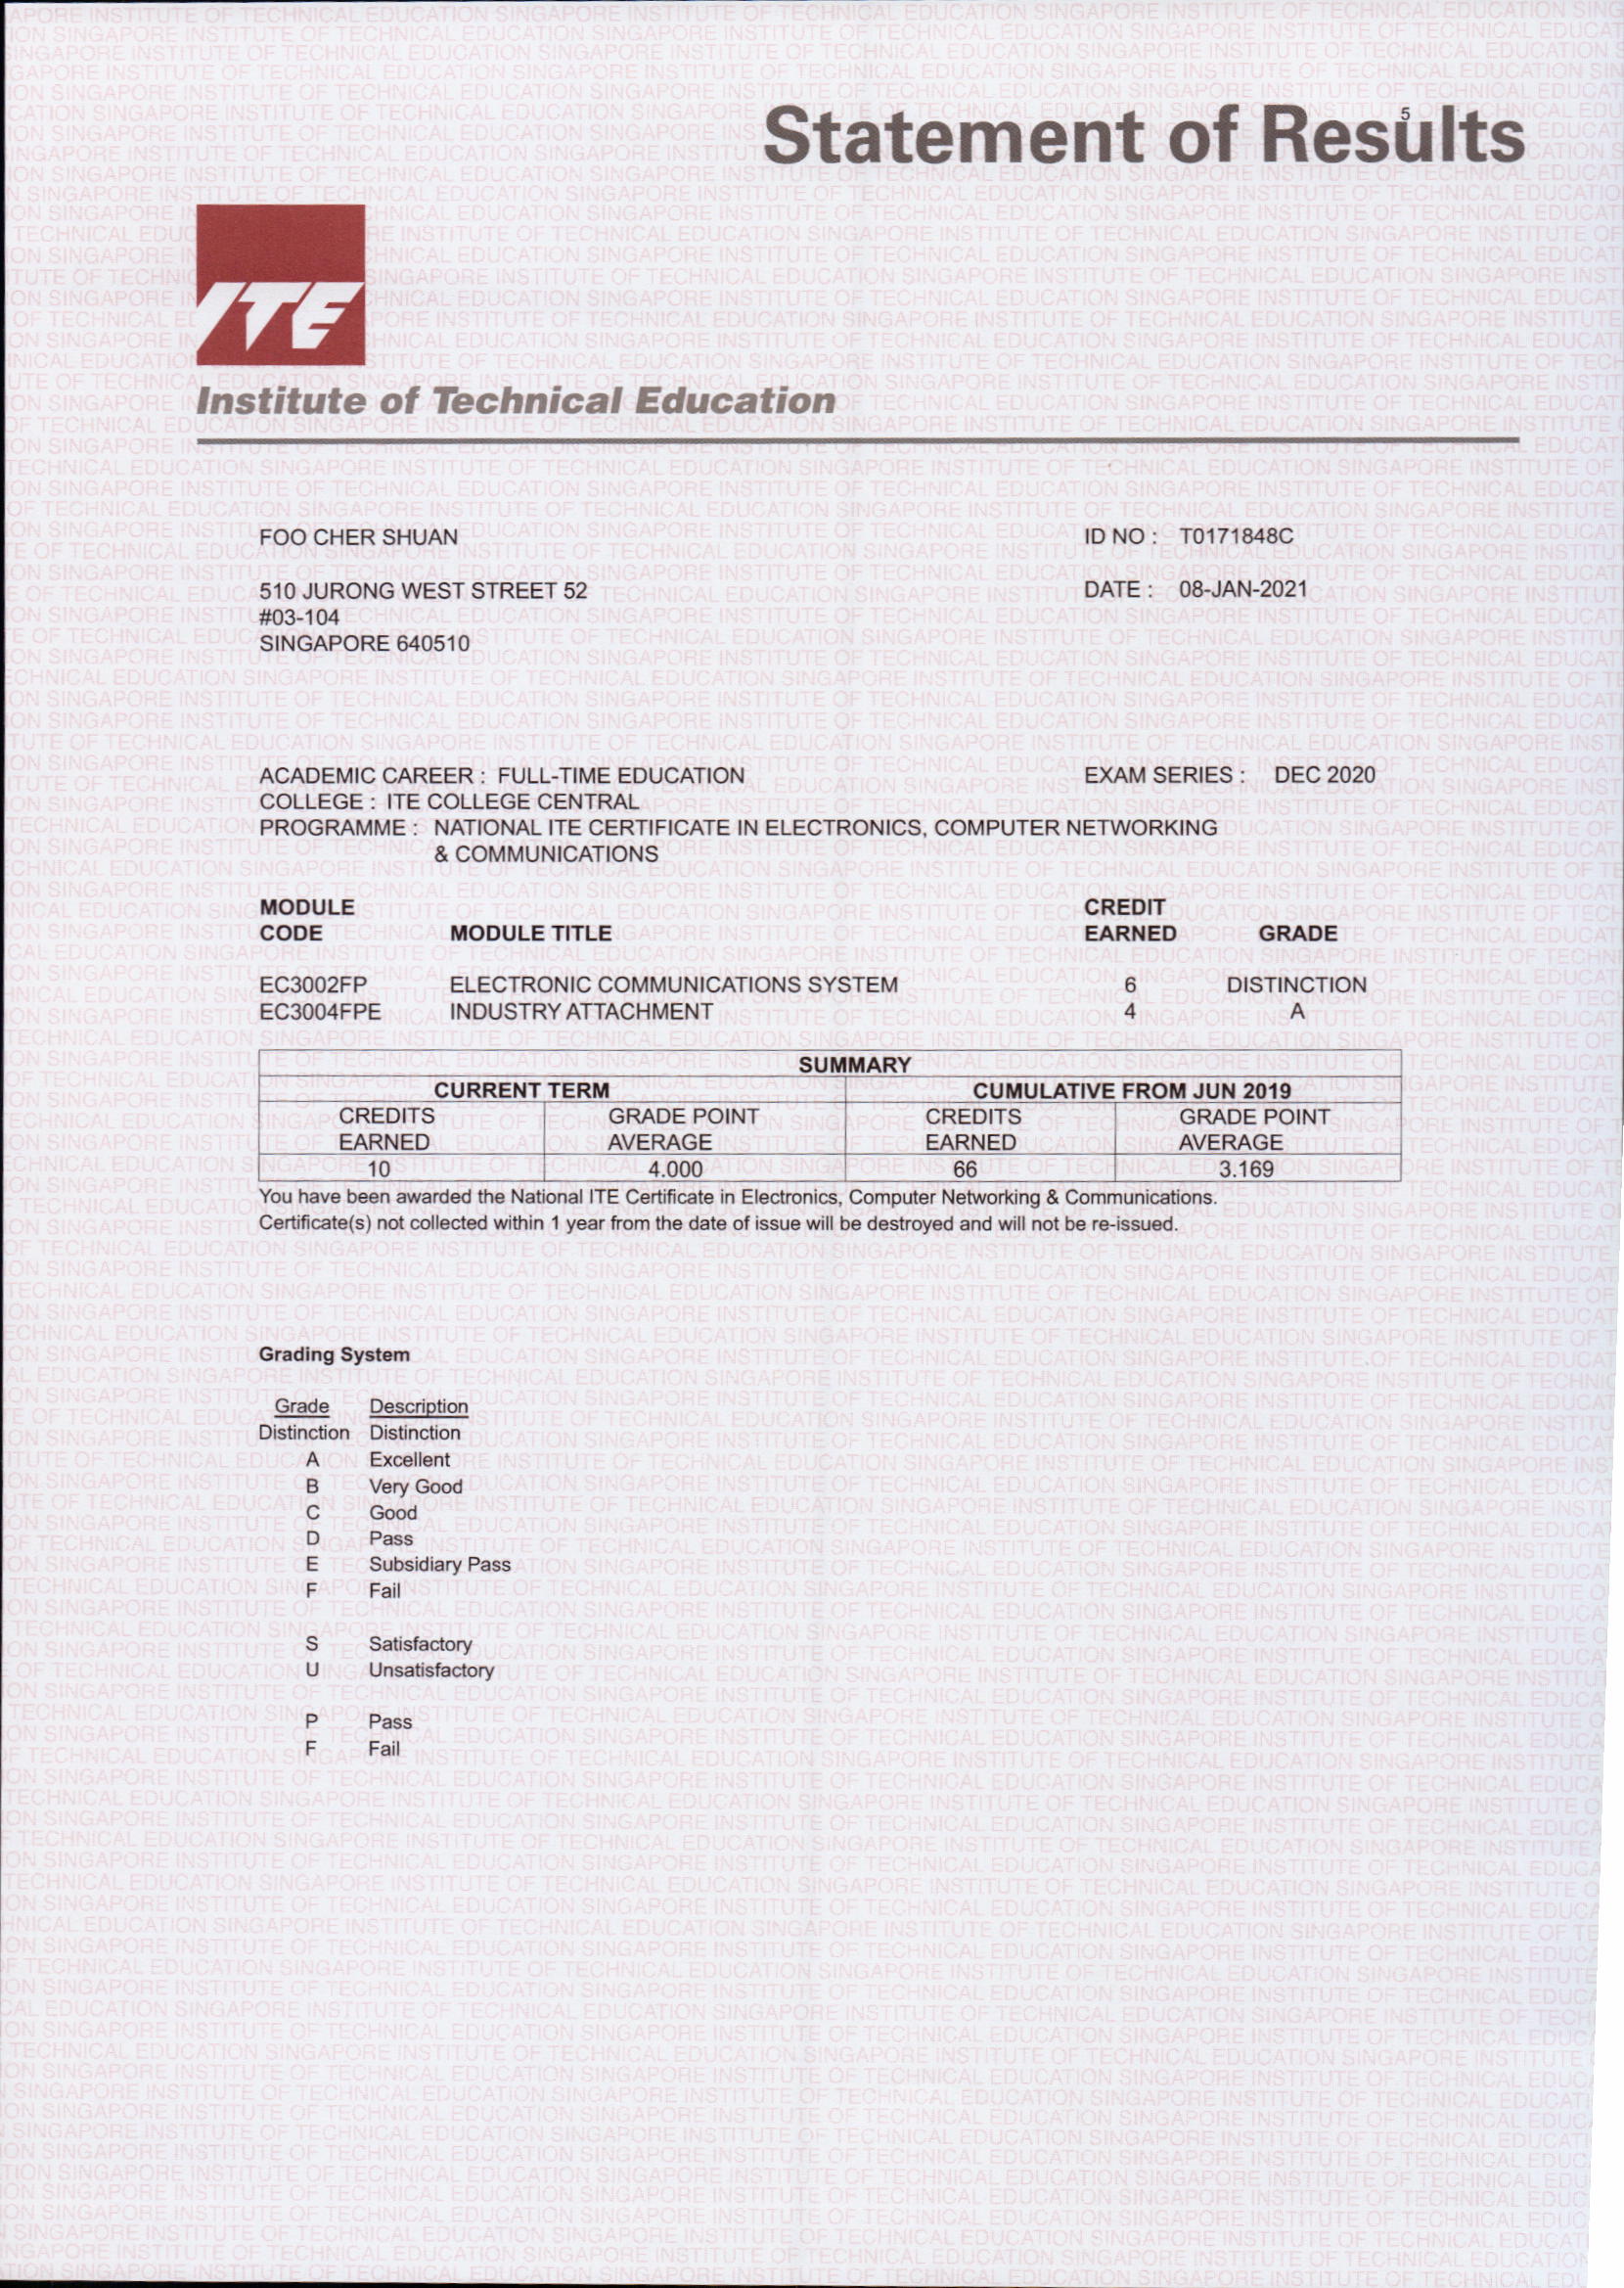 Statement of Results
5
ITE
Institute of Technical Education
FOO CHER SHUAN
ID NO : T0171848C
510 JURONG WEST STREET 52
DATE : 08-JAN-2021
#03-104
SINGAPORE 640510
ACADEMIC CAREER : FULL-TIME EDUCATION
EXAM SERIES : DEC 2020
COLLEGE : ITE COLLEGE CENTRAL
PROGRAMME : NATIONAL ITE CERTIFICATE IN ELECTRONICS, COMPUTER NETWORKING
& COMMUNICATIONS
MODULE CREDIT
CODE MODULE TITLE EARNED GRADE
EC3002FP ELECTRONIC COMMUNICATIONS SYSTEM 6 DISTINCTION
EC3004FPE INDUSTRY ATTACHMENT 4 A
SUMMARY
CURRENT TERM CUMULATIVE FROM JUN 2019
CREDITS GRADE POINT CREDITS GRADE POINT
EARNED AVERAGE EARNED AVERAGE
10 4.000 66 3.169
You have been awarded the National ITE Certificate in Electronics, Computer Networking & Communications.
Certificate(s) not collected within 1 year from the date of issue will be destroyed and will not be re-issued.
Grading System
Grade Description
Distinction Distinction
A Excellent
B Very Good
C Good
D Pass
E Subsidiary Pass
F Fail
S Satisfactory
U Unsatisfactory
P Pass
F Fail